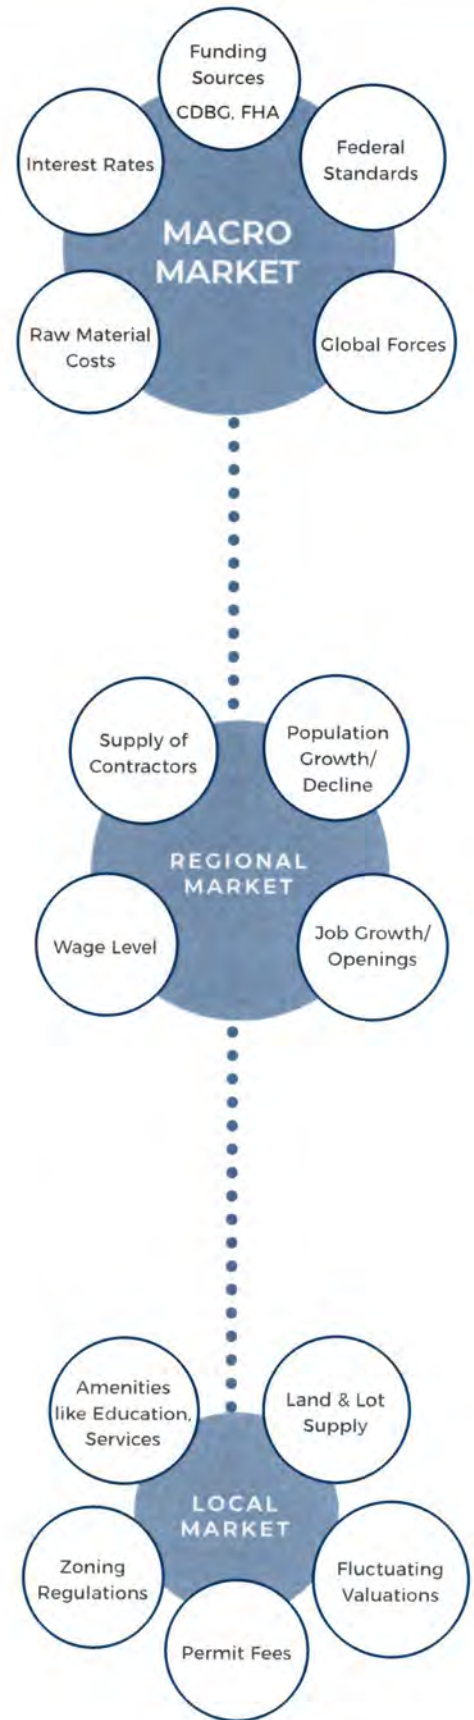 Funding
Sources
CDBG, FHA
Interest Rates
Federal
Standards
MACRO
MARKET
Raw Material
Costs
Global Forces
Supply of
Contractors
Population
Growth/
Decline
REGIONAL
MARKET
Wage Level
Job Growth/
Openings
Amenities
like Education,
Services
Land & Lot
Supply
LOCAL
MARKET
Zoning
Regulations
Fluctuating
Valuations
Permit Fees